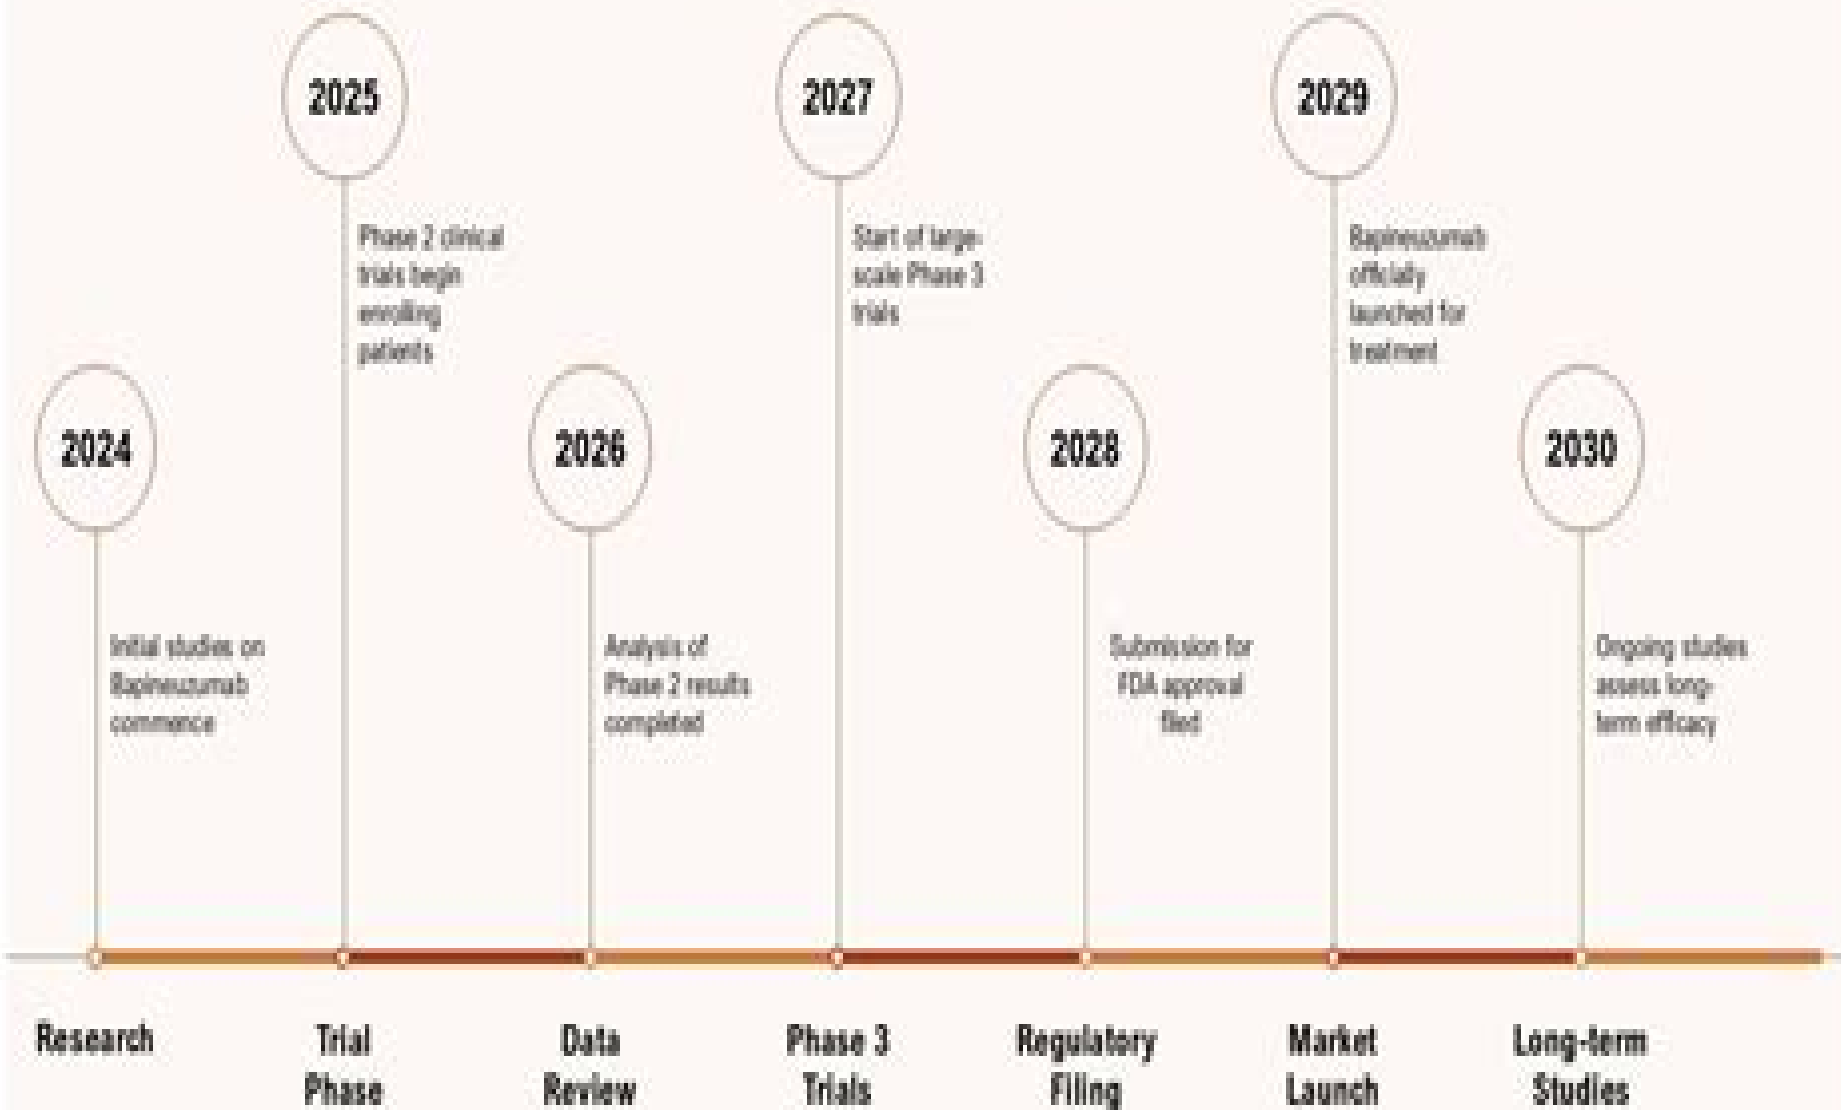 2024
Initial studies on
Bapineuzumab
commence
Research
2025
Phase 2 clinical
trials begin
enrolling
patients
Trial
Phase
2026
Analysis of
Phase 2 results
completed
Data
Review
2027
Start of large-
scale Phase 3
trials
Phase 3
Trials
2028
Submission for
FDA approval
filed
Regulatory
Filing
2029
Bapineuzumab
officially
launched for
treatment
Market
Launch
2030
Ongoing studies
assess long-
term efficacy
Long-term
Studies